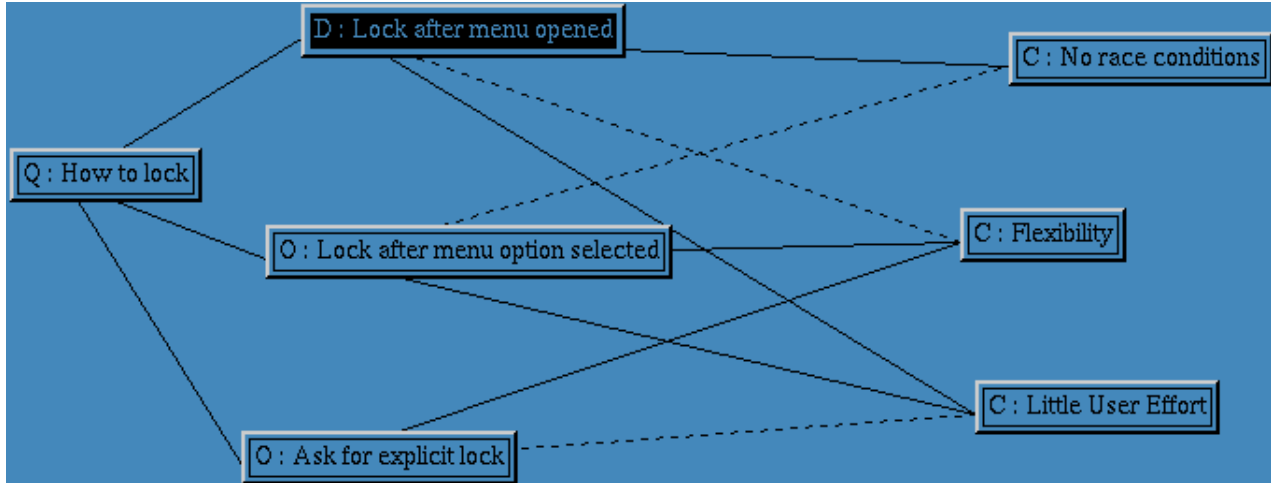 D : Lock after menu opened
C : No race conditions
Q : How to lock
O : Lock after menu option selected
C : Flexibility
C : Little User Effort
O : Ask for explicit lock